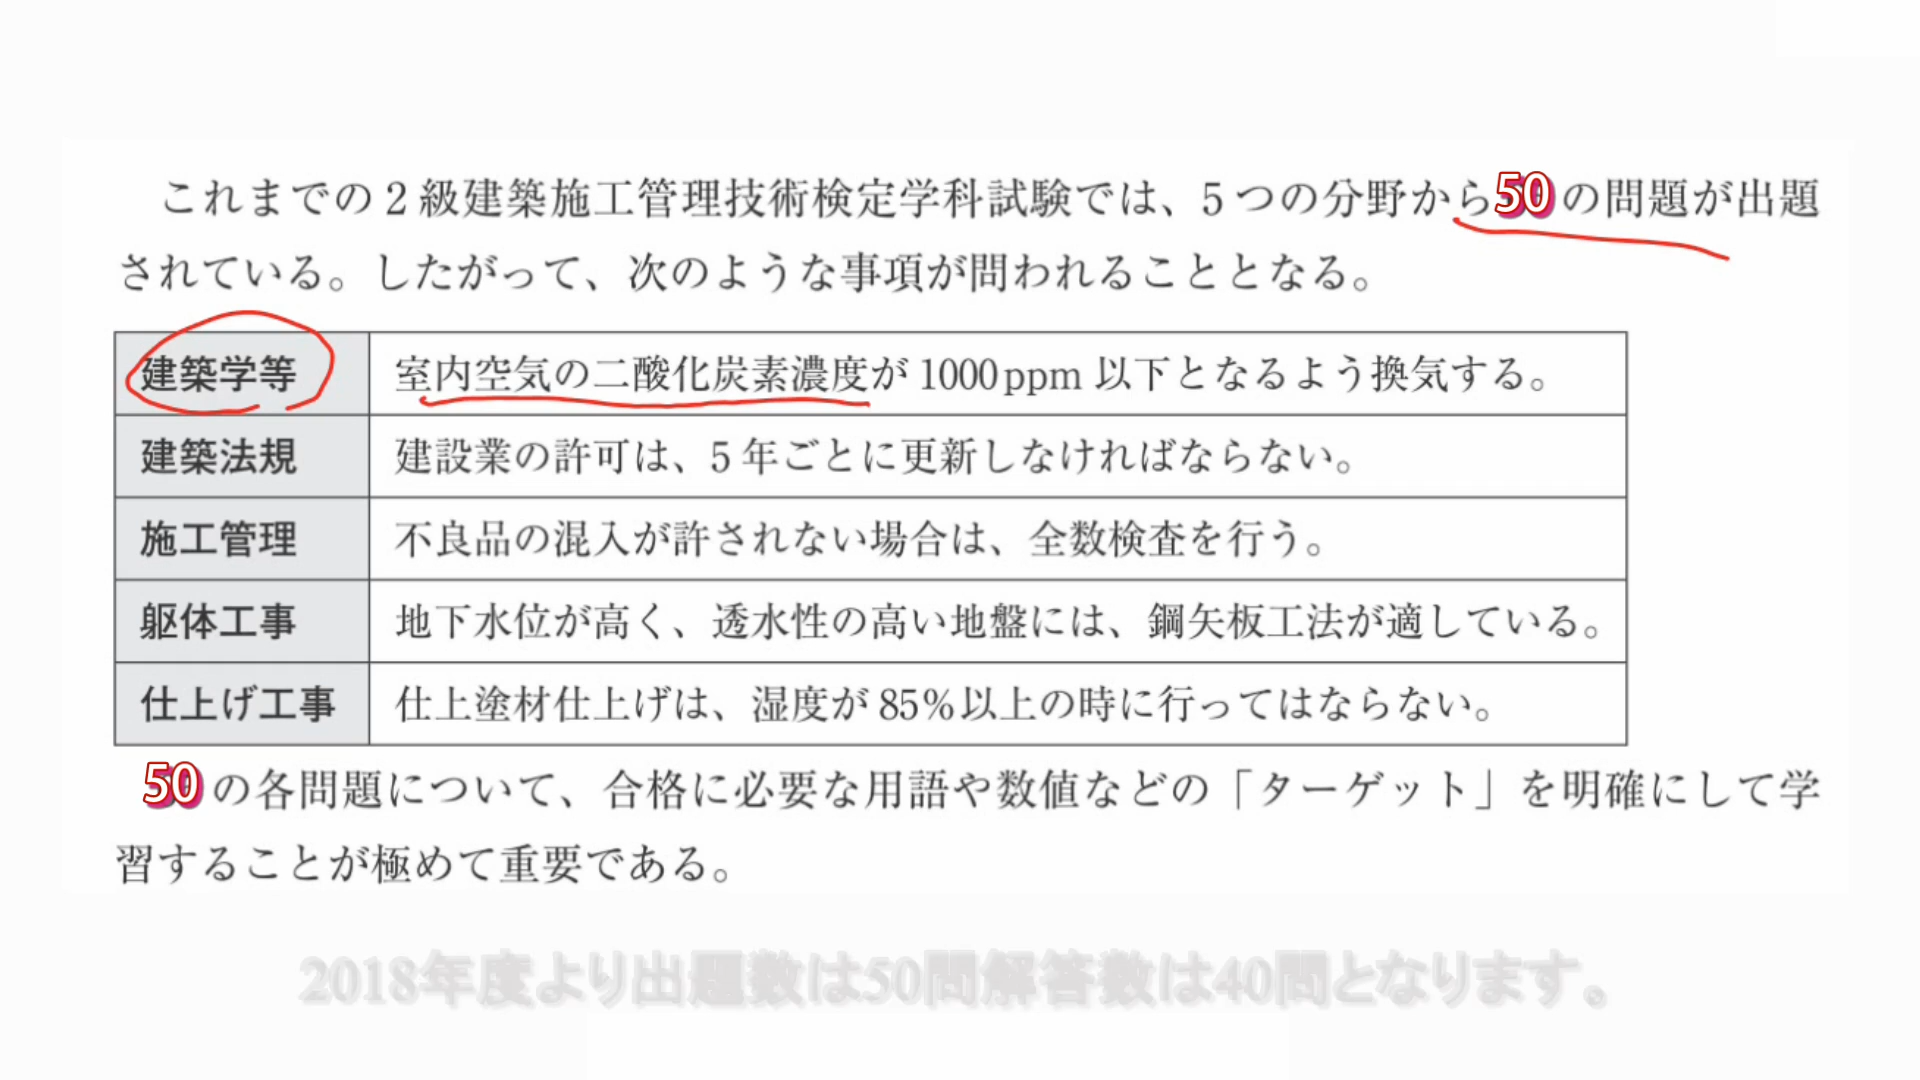 これまでの2級建築施工管理技術検定学科試験では、5つの分野から50の問題が出題
されている。したがって、次のような事項が問われることとなる。
建築学等 室内空気の二酸化炭素濃度が1000ppm以下となるよう換気する。
建築法規 建設業の許可は、5年ごとに更新しなければならない。
施工管理 不良品の混入が許されない場合は、全数検査を行う。
躯体工事 地下水位が高く、透水性の高い地盤には、鋼矢板工法が適している。
仕上げ工事 仕上塗材仕上げは、湿度が85%以上の時に行ってはならない。
50の各問題について、合格に必要な用語や数値などの「ターゲット」を明確にして学
習することが極めて重要である。
2018年度より出題数は50問解答数は40問となります。